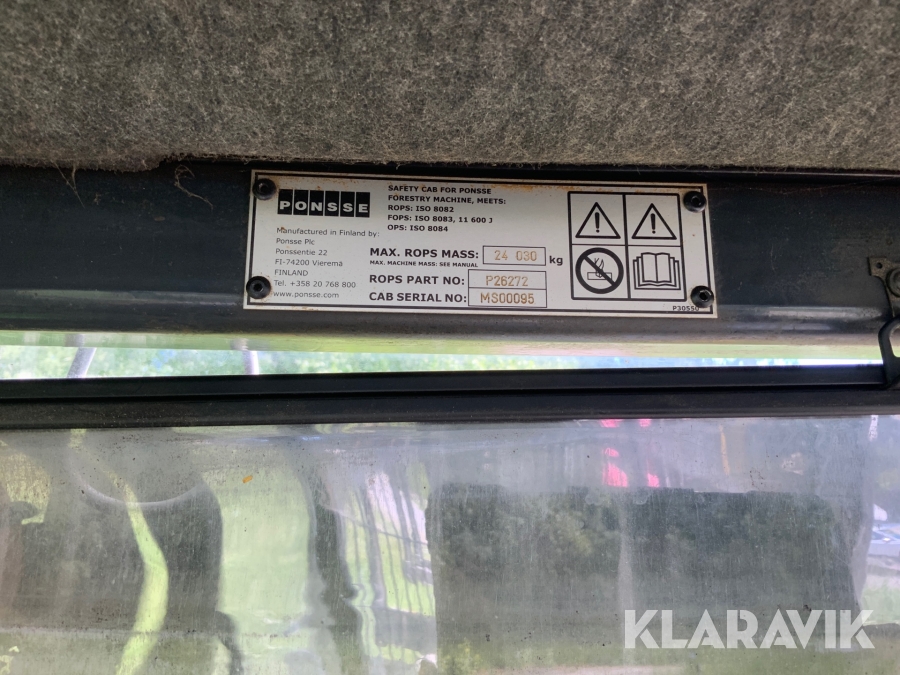 PONSSE
Manufactured in Finland by:
Ponsse Plc
Ponssentie 22
FI-74200 Vieremä
FINLAND
Tel. +358 20 768 800
www.ponsse.com
SAFETY CAB FOR PONSSE
FORESTRY MACHINE, MEETS:
ROPS: ISO 8082
FOPS: ISO 8083, 11 600 J
OPS: ISO 8084
MAX. ROPS MASS: 24 030 kg
MAX. MACHINE MASS: SEE MANUAL
ROPS PART NO: P26272
CAB SERIAL NO: MS00095
P30550
KLARAVIK